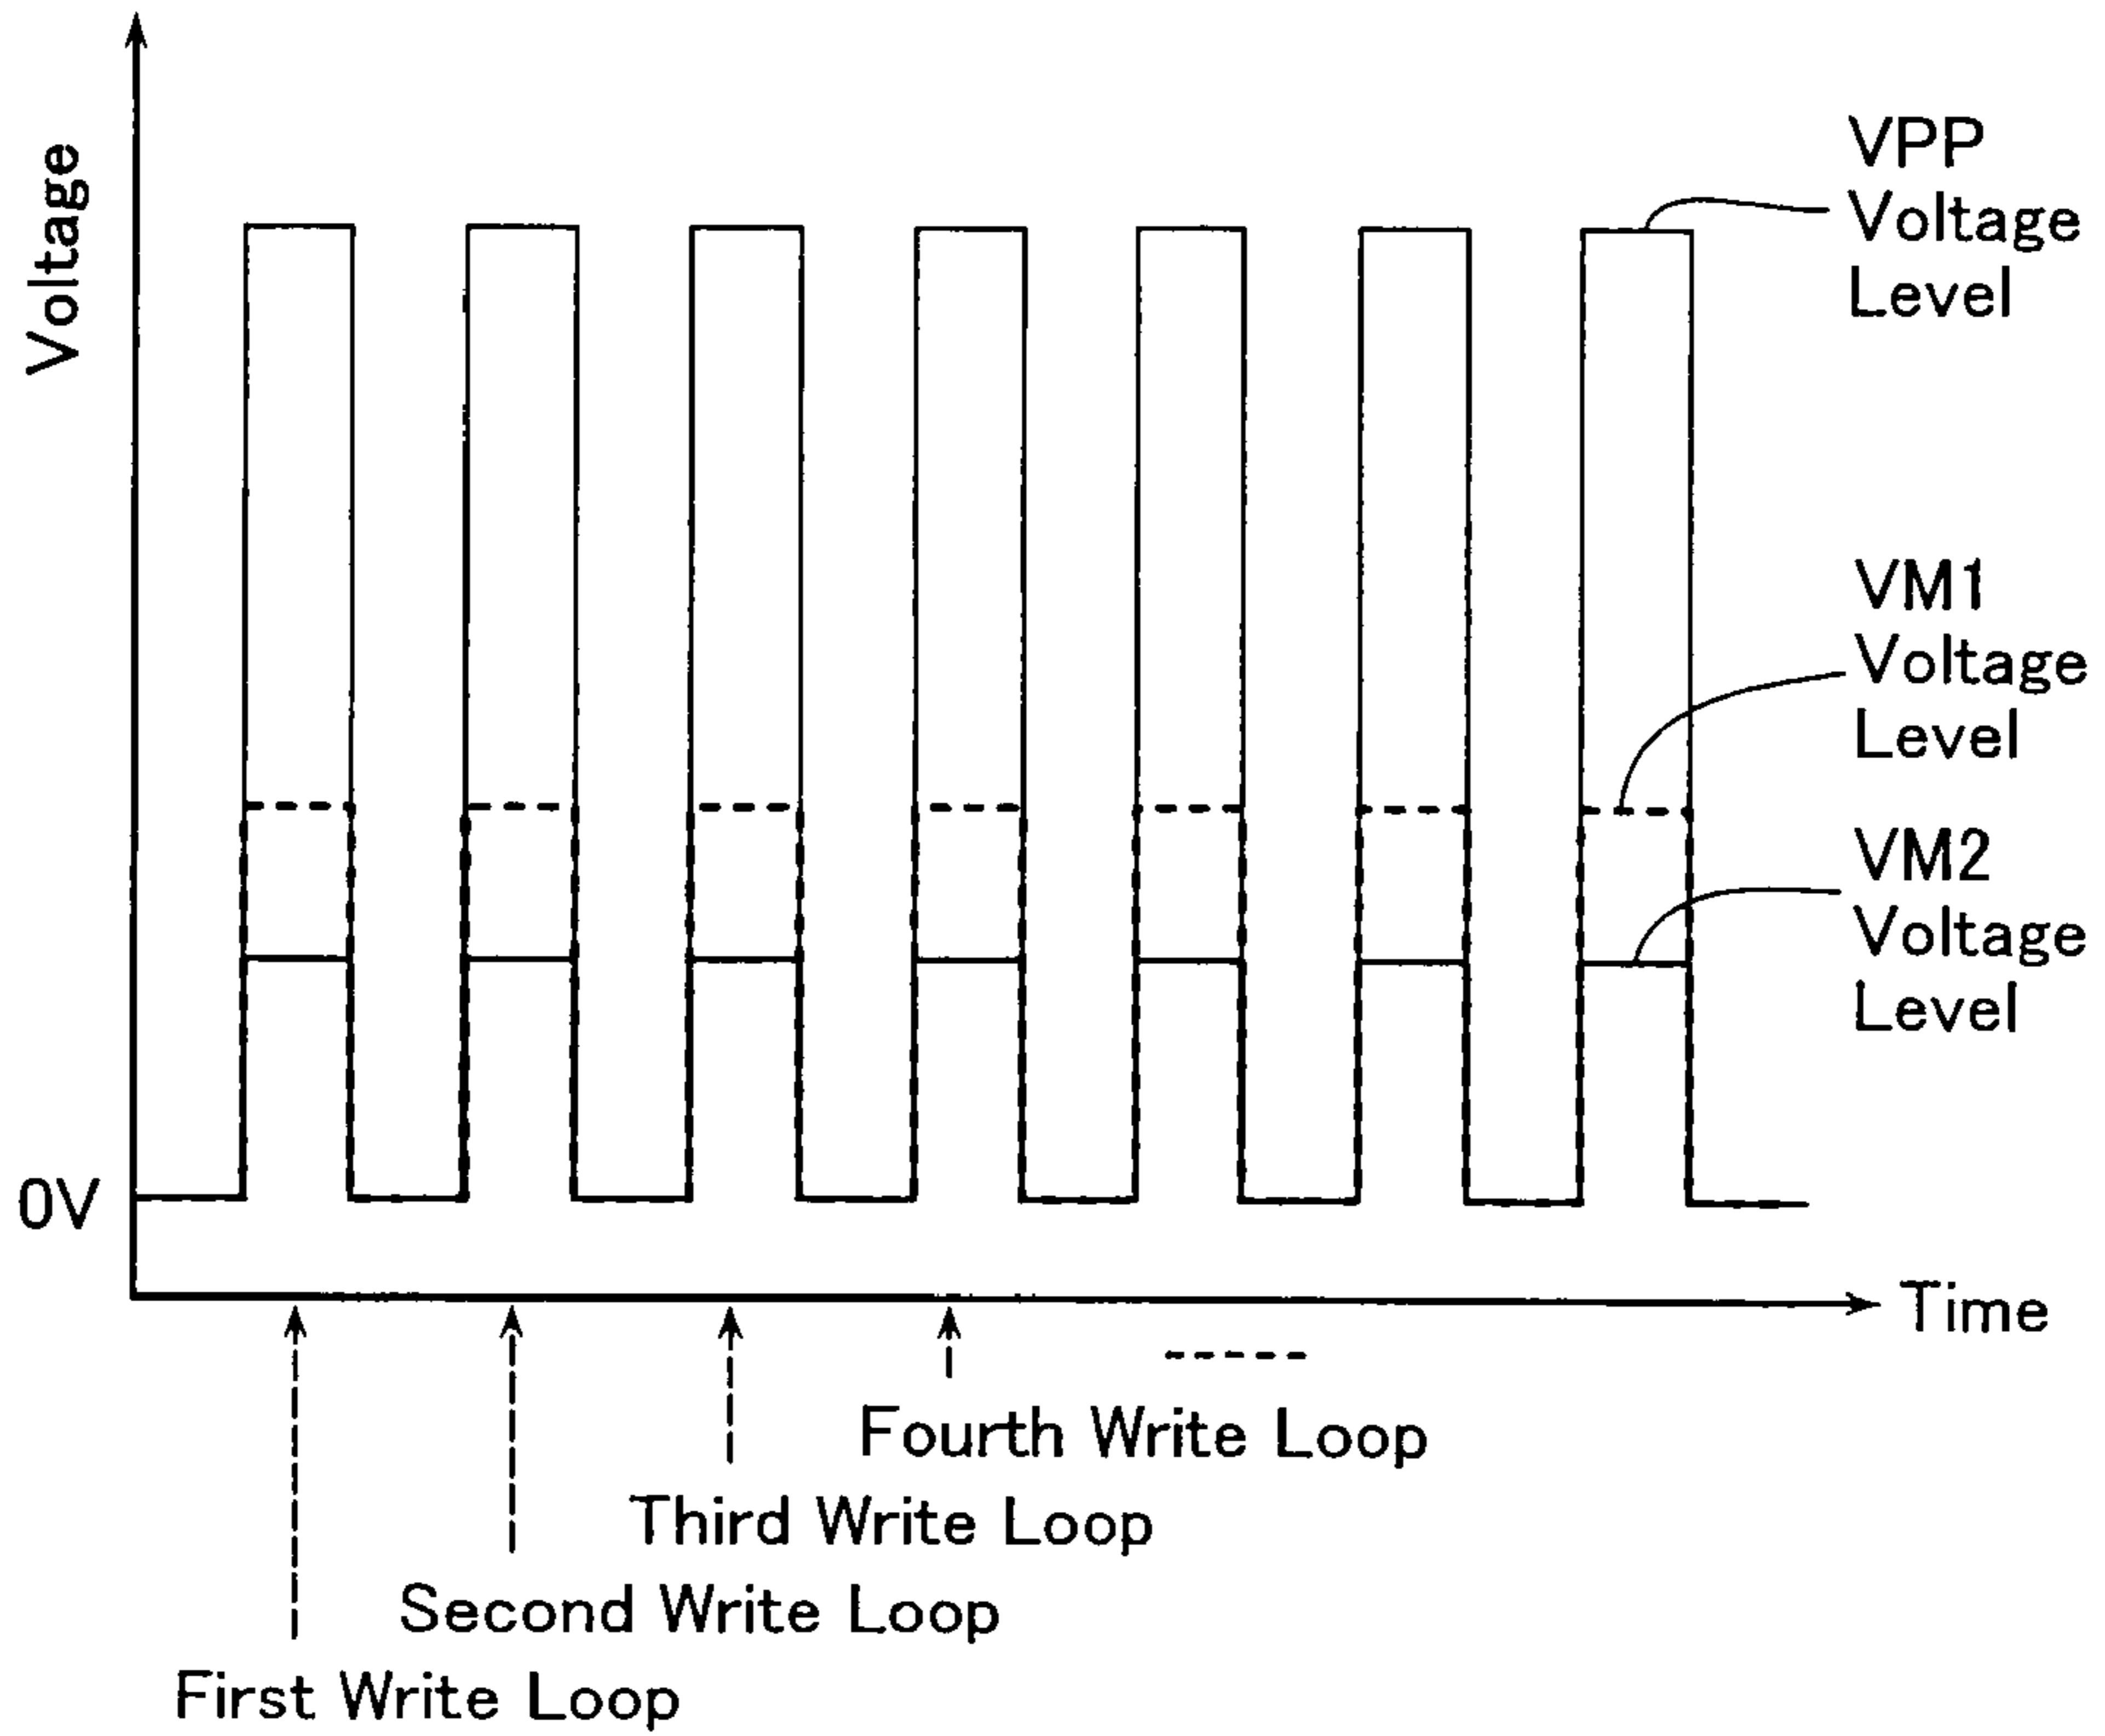 Voltage
VPP
Voltage
Level
VM1
Voltage
Level
VM2
Voltage
Level
0V
Time
Fourth Write Loop
Third Write Loop
Second Write Loop
First Write Loop